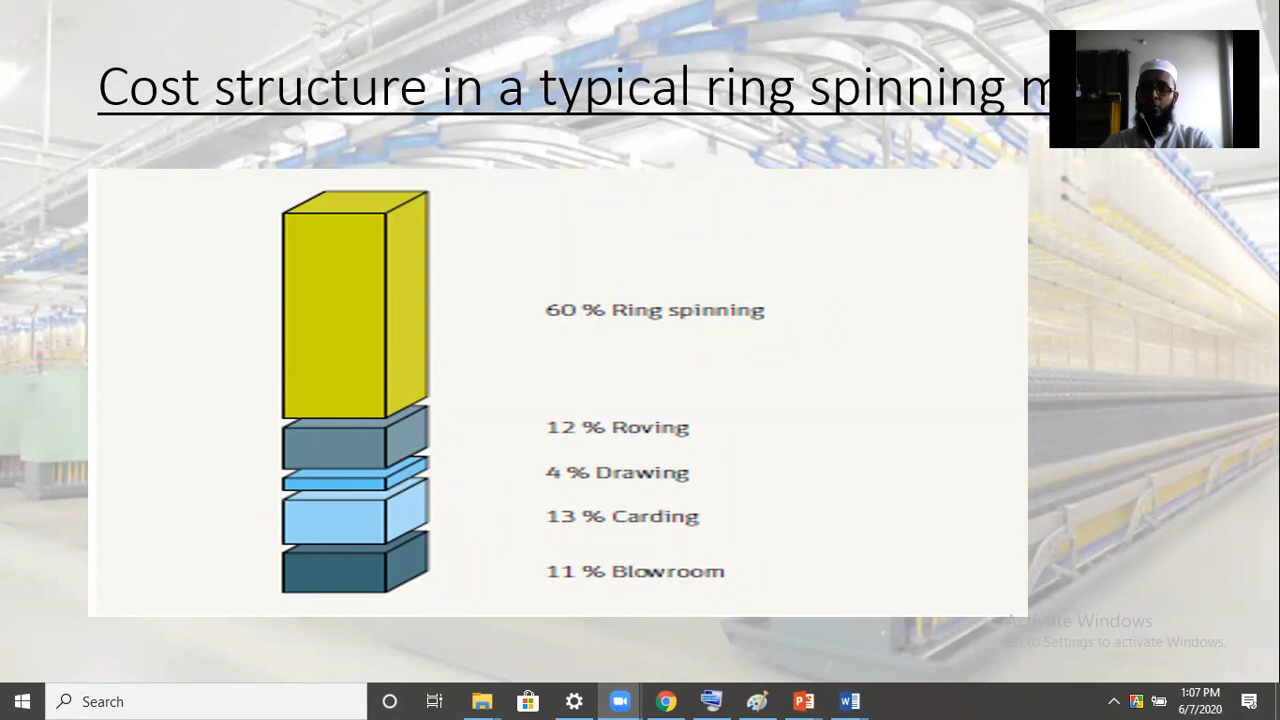 Cost structure in a typical ring spinning m
60 % Ring spinning
12 % Roving
4 % Drawing
13 % Carding
11 % Blowroom
Activate Windows
Go to Settings to activate Windows.
Search
1:07 PM
6/7/2020